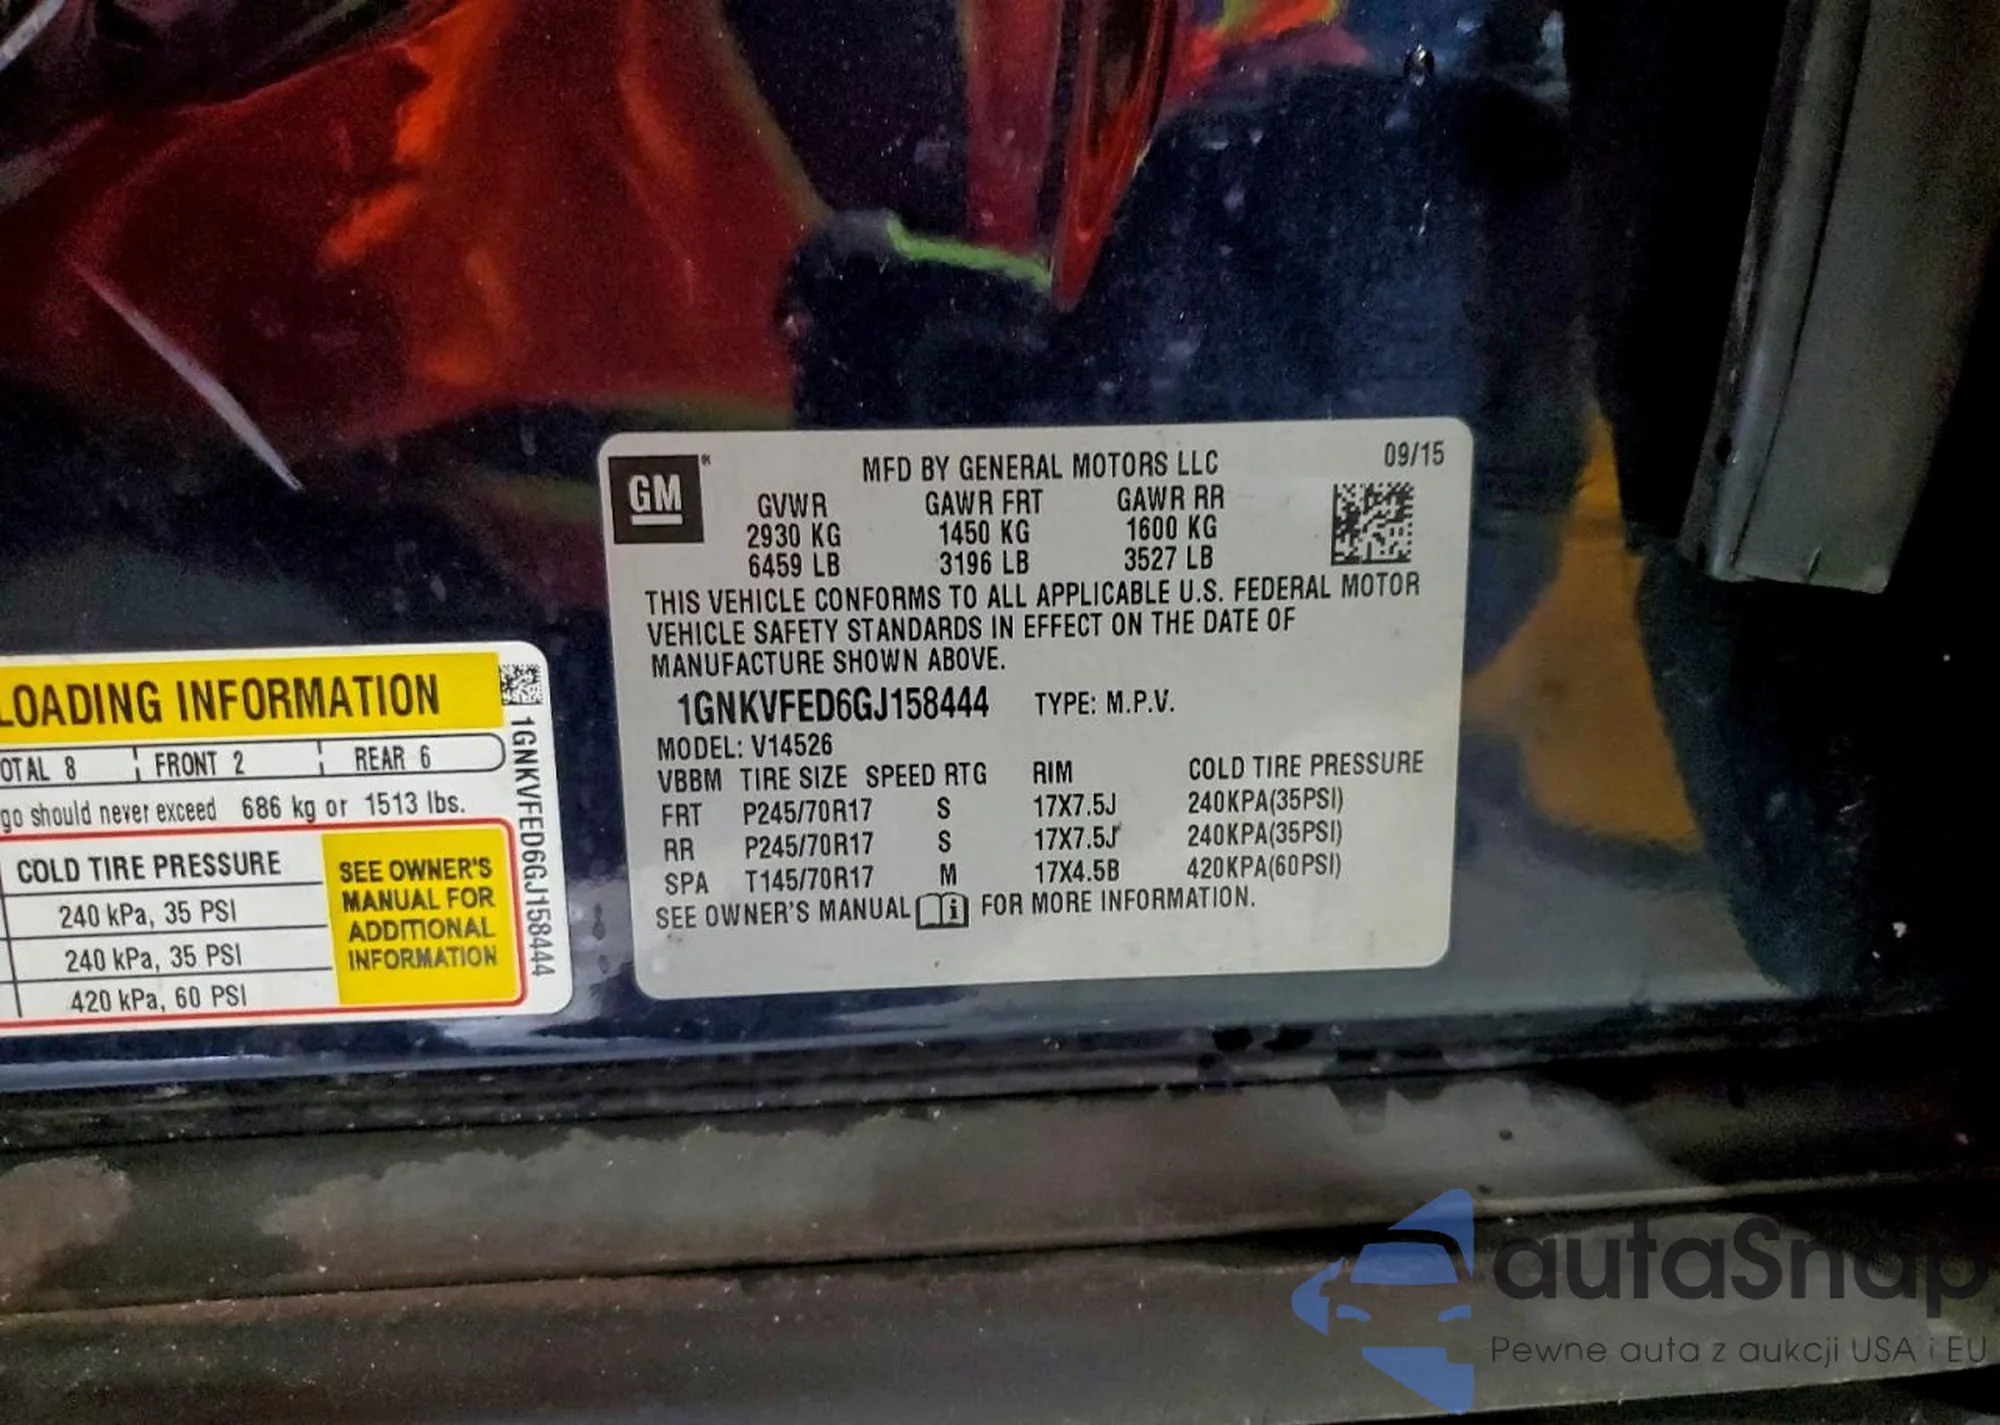 GM®
MFD BY GENERAL MOTORS LLC 09/15
GVWR GAWR FRT GAWR RR
2930 KG 1450 KG 1600 KG
6459 LB 3196 LB 3527 LB
THIS VEHICLE CONFORMS TO ALL APPLICABLE U.S. FEDERAL MOTOR
VEHICLE SAFETY STANDARDS IN EFFECT ON THE DATE OF
MANUFACTURE SHOWN ABOVE.
1GNKVFED6GJ158444 TYPE: M.P.V.
MODEL: V14526
VBBM TIRE SIZE SPEED RTG RIM COLD TIRE PRESSURE
FRT P245/70R17 S 17X7.5J 240KPA(35PSI)
RR P245/70R17 S 17X7.5J 240KPA(35PSI)
SPA T145/70R17 M 17X4.5B 420KPA(60PSI)
SEE OWNER'S MANUAL i FOR MORE INFORMATION.
LOADING INFORMATION
OTAL 8 FRONT 2 REAR 6
go should never exceed 686 kg or 1513 lbs.
COLD TIRE PRESSURE
240 kPa, 35 PSI
240 kPa, 35 PSI
420 kPa, 60 PSI
SEE OWNER'S
MANUAL FOR
ADDITIONAL
INFORMATION
1GNKVFED6GJ158444
autaSnap
Pewne auta z aukcji USA i EU